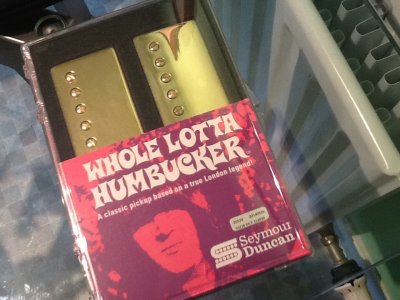 WHOLE LOTTA
HUMBUCKER
A classic pickup based on a true London legend!
Seymour
Duncan